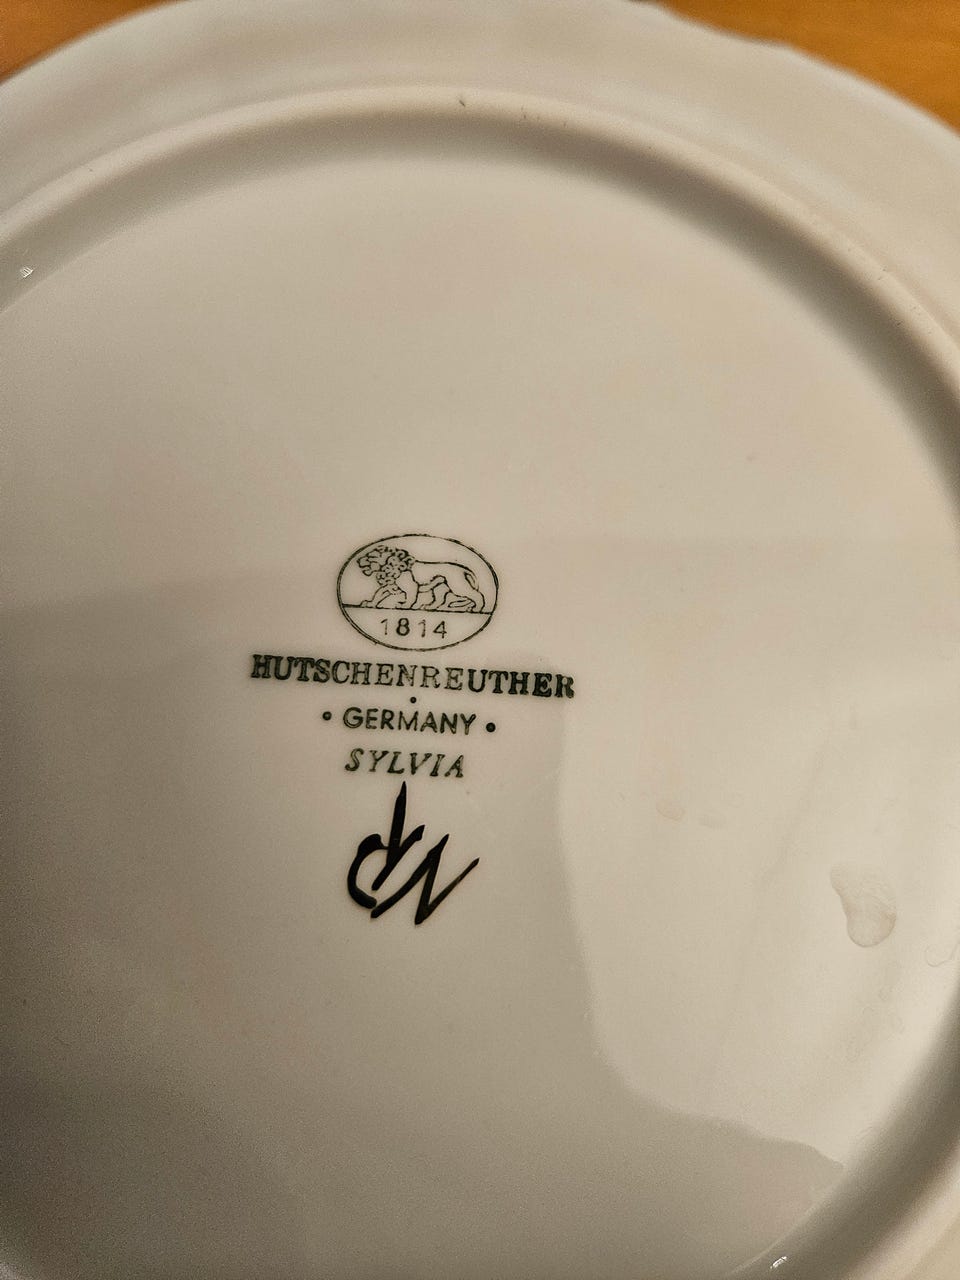 1814
HUTSCHENREUTHER
• GERMANY •
SYLVIA